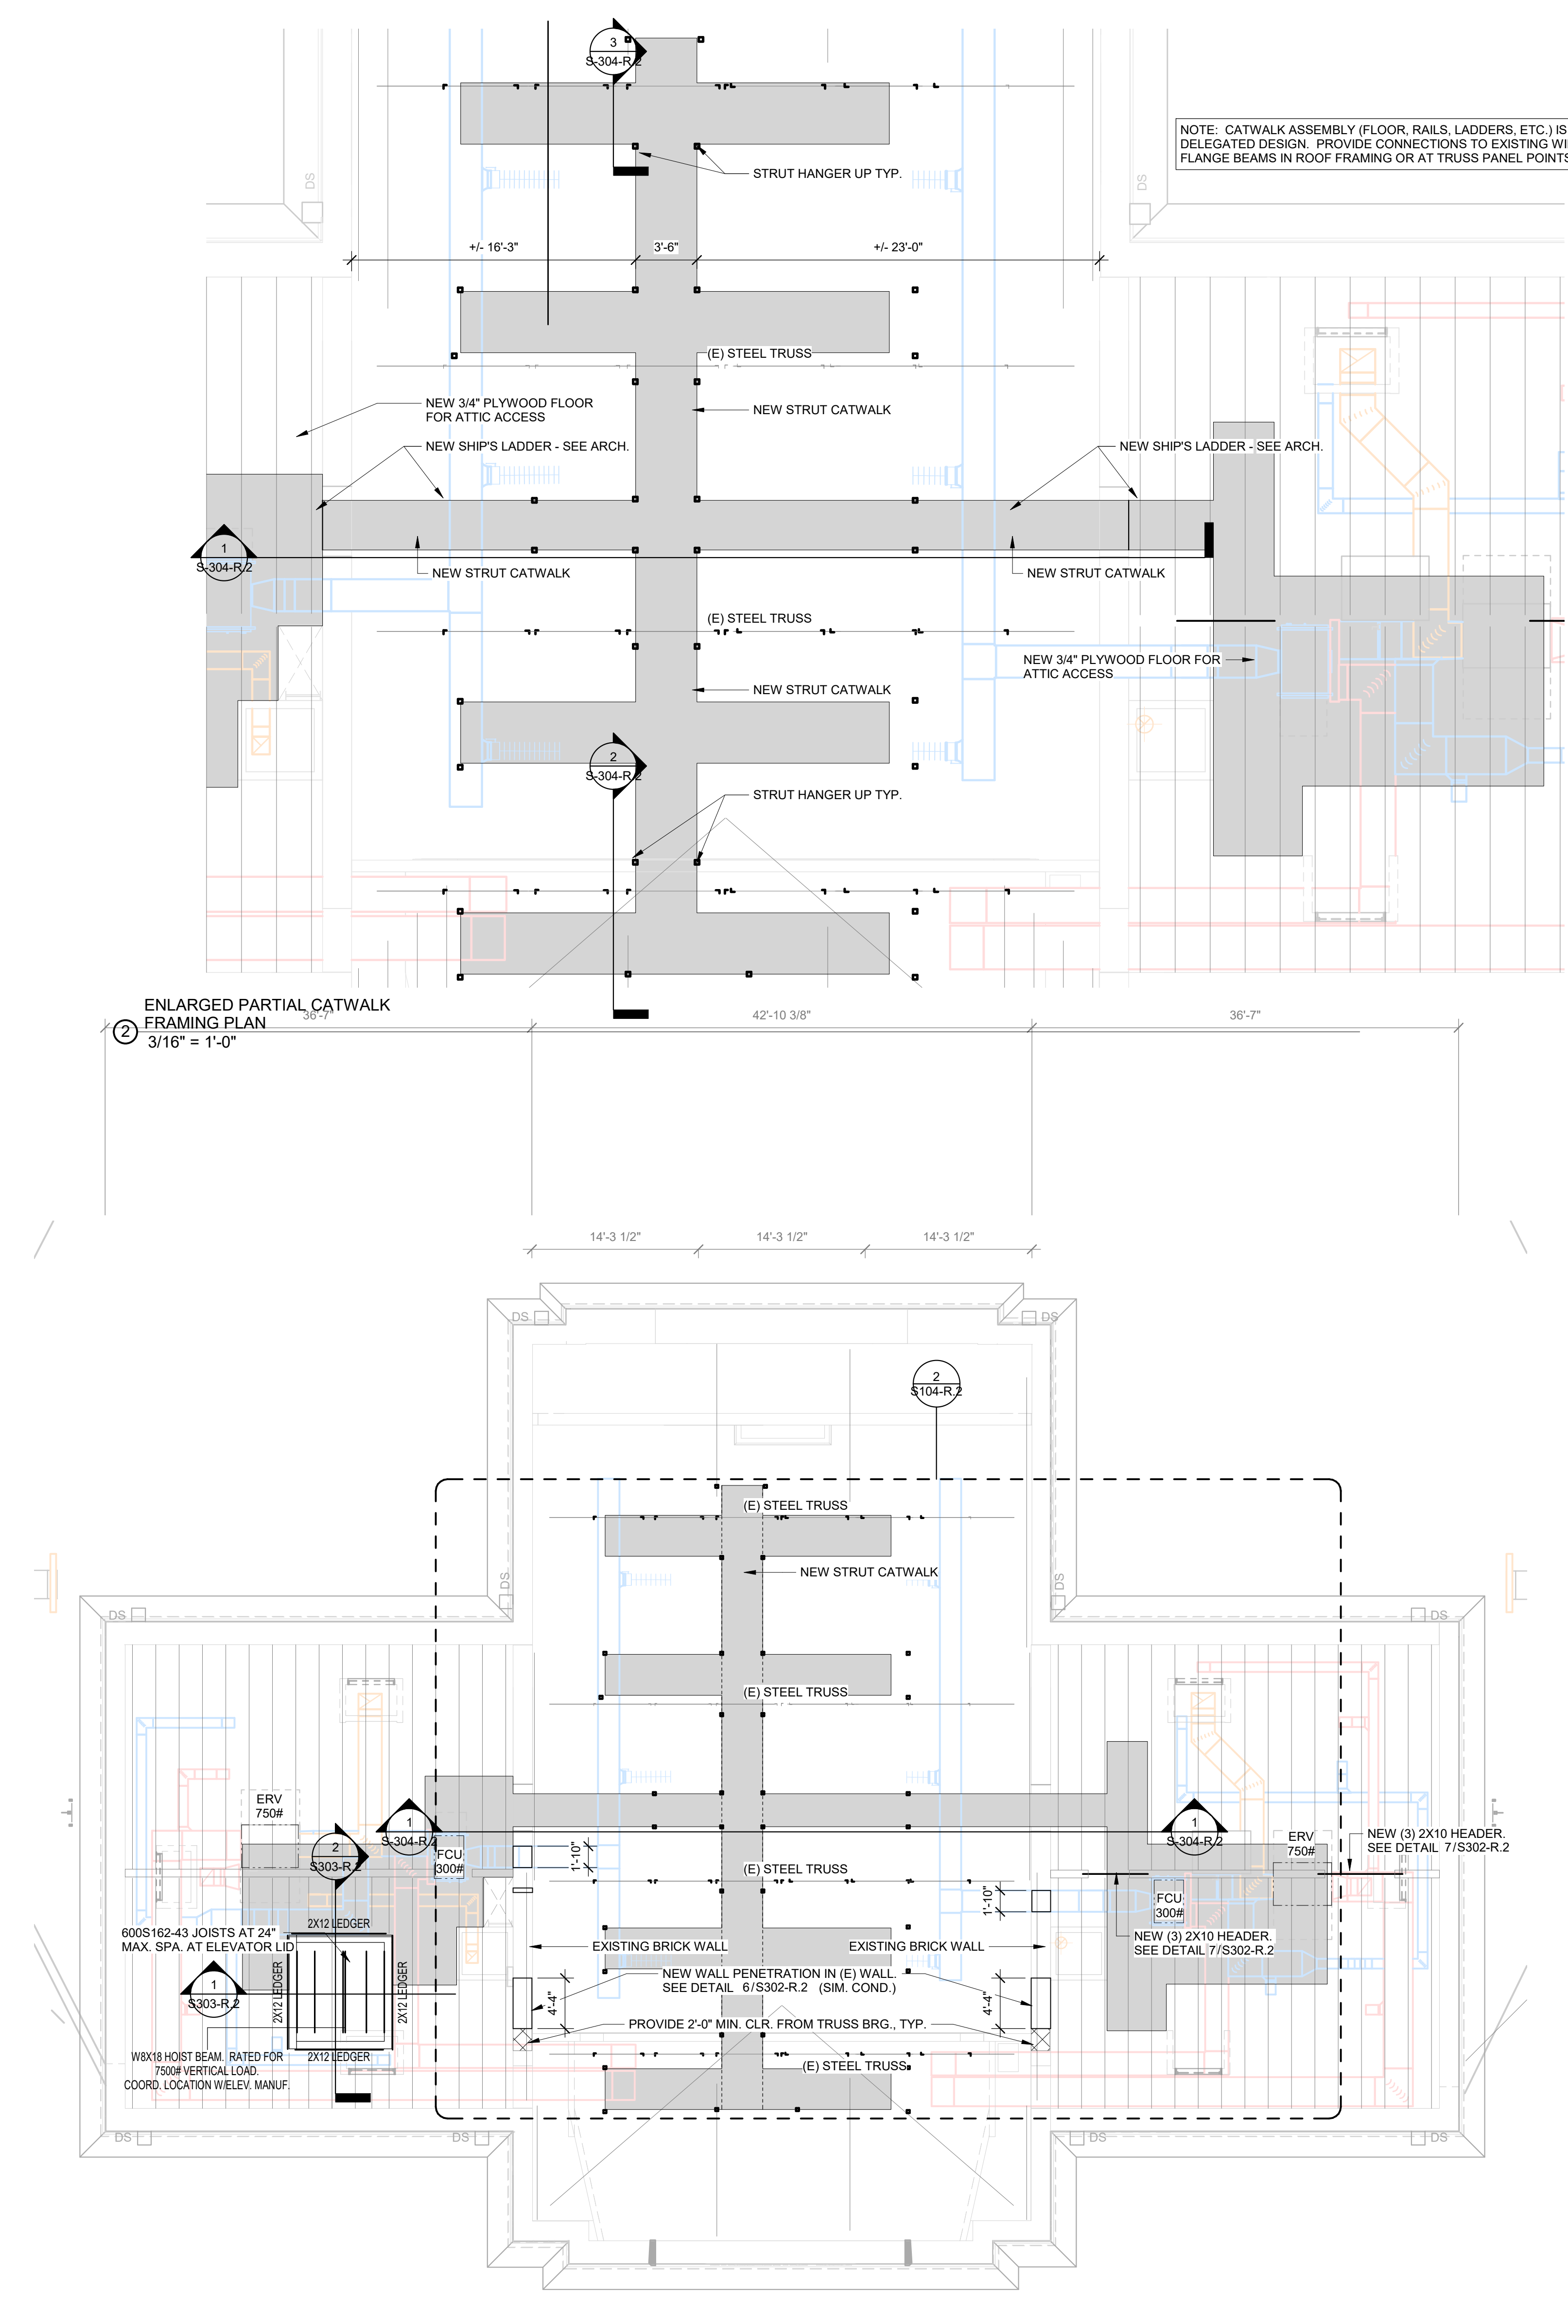 3
S-304-R.2
NOTE: CATWALK ASSEMBLY (FLOOR, RAILS, LADDERS, ETC.) IS
DELEGATED DESIGN. PROVIDE CONNECTIONS TO EXISTING
FLANGE BEAMS IN ROOF FRAMING OR AT TRUSS PANEL POINTS
DS
DS
STRUT HANGER UP TYP.
+/- 16'-3"
3'-6"
+/- 23'-0"
(E) STEEL TRUSS
NEW 3/4" PLYWOOD FLOOR
FOR ATTIC ACCESS
NEW STRUT CATWALK
NEW SHIP'S LADDER - SEE ARCH.
NEW SHIP'S LADDER - SEE ARCH.
1
S-304-R.2
NEW STRUT CATWALK
NEW STRUT CATWALK
(E) STEEL TRUSS
NEW 3/4" PLYWOOD FLOOR FOR
ATTIC ACCESS
NEW STRUT CATWALK
2
S-304-R.2
STRUT HANGER UP TYP.
2
ENLARGED PARTIAL CATWALK
FRAMING PLAN
3/16" = 1'-0"
36'-7"
42'-10 3/8"
36'-7"
14'-3 1/2"
14'-3 1/2"
14'-3 1/2"
DS
DS
2
S104-R.2
(E) STEEL TRUSS
NEW STRUT CATWALK
DS
DS
DS
DS
(E) STEEL TRUSS
ERV
750#
1
S-304-R.2
2
S303-R.2
FCU
300#
1'-10"
1
S-304-R.2
ERV
750#
NEW (3) 2X10 HEADER.
SEE DETAIL 7/S302-R.2
(E) STEEL TRUSS
1'-10"
FCU
300#
600S162-43 JOISTS AT 24"
MAX. SPA. AT ELEVATOR LID
2X12 LEDGER
EXISTING BRICK WALL
EXISTING BRICK WALL
NEW (3) 2X10 HEADER.
SEE DETAIL 7/S302-R.2
1
S303-R.2
2X12 LEDGER
2X12 LEDGER
4'-4"
NEW WALL PENETRATION IN (E) WALL.
SEE DETAIL 6/S302-R.2 (SIM. COND.)
4'-4"
PROVIDE 2'-0" MIN. CLR. FROM TRUSS BRG., TYP.
W8X18 HOIST BEAM. RATED FOR
7500# VERTICAL LOAD.
COORD. LOCATION W/ELEV. MANUF.
2X12 LEDGER
(E) STEEL TRUSS
DS
DS
DS
DS